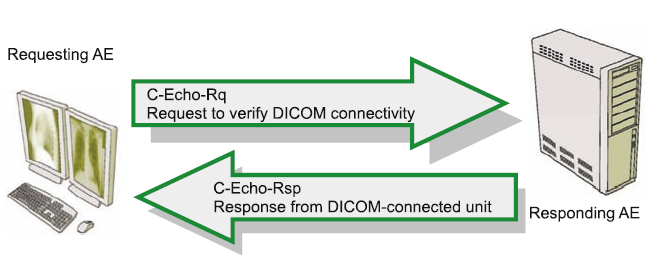 Requesting AE
C-Echo-Rq
Request to verify DICOM connectivity
C-Echo-Rsp
Response from DICOM-connected unit
Responding AE